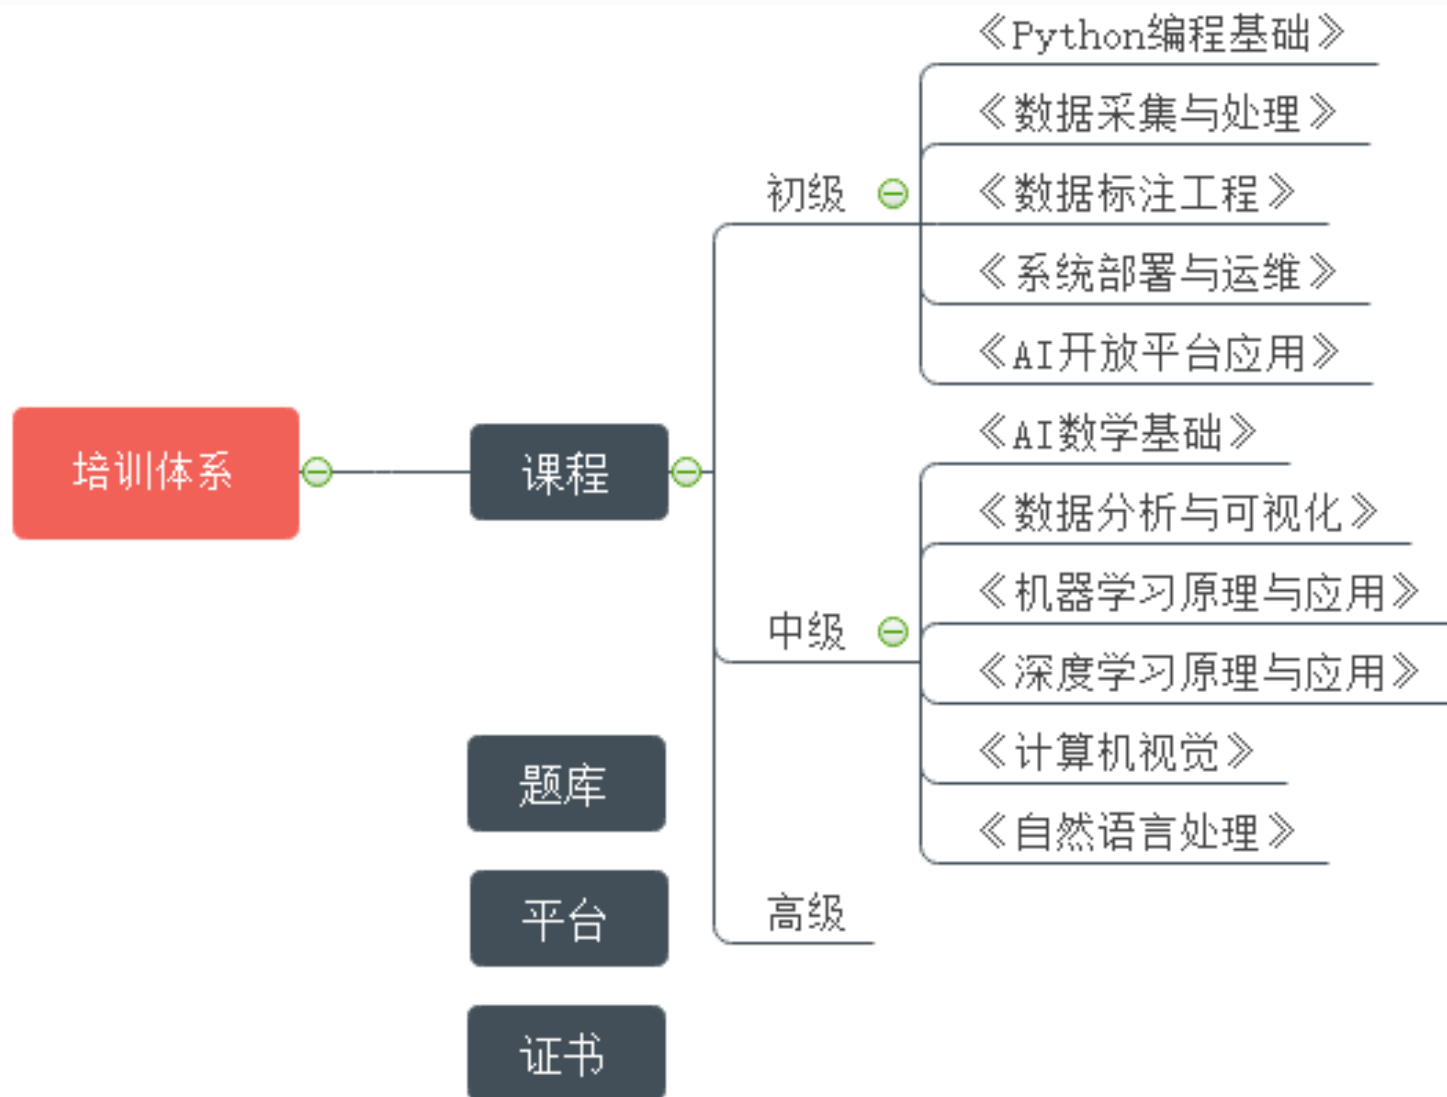 《Python编程基础》
《数据采集与处理》
初级
《数据标注工程》
《系统部署与运维》
《AI开放平台应用》
《AI数学基础》
培训体系
课程
《数据分析与可视化》
《机器学习原理与应用》
中级
《深度学习原理与应用》
《计算机视觉》
题库
《自然语言处理》
平台
高级
证书